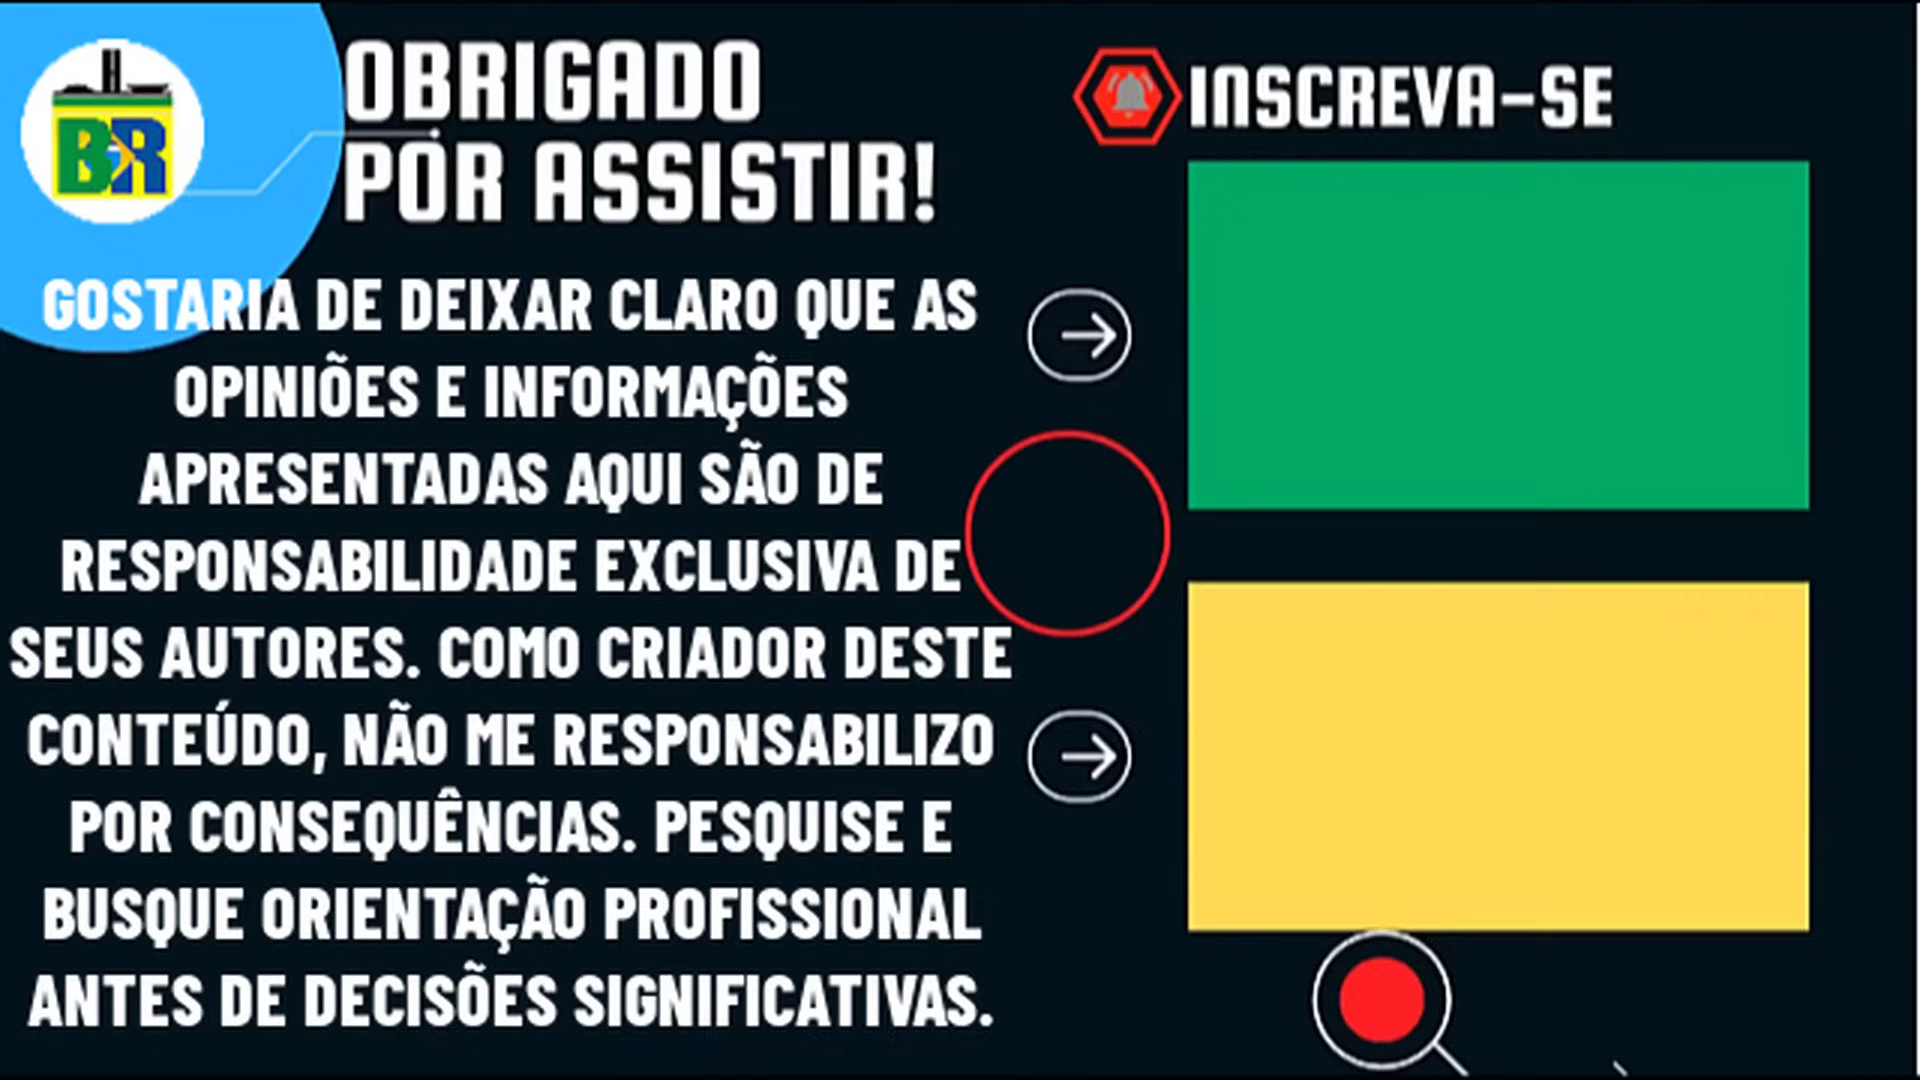 BR
OBRIGADO
POR ASSISTIR!
GOSTARIA DE DEIXAR CLARO QUE AS
OPINIÕES E INFORMAÇÕES
APRESENTADAS AQUI SÃO DE
RESPONSABILIDADE EXCLUSIVA DE
SEUS AUTORES. COMO CRIADOR DESTE
CONTEÚDO, NÃO ME RESPONSABILIZO
POR CONSEQUÊNCIAS. PESQUISE E
BUSQUE ORIENTAÇÃO PROFISSIONAL
ANTES DE DECISÕES SIGNIFICATIVAS.
INSCREVA-SE